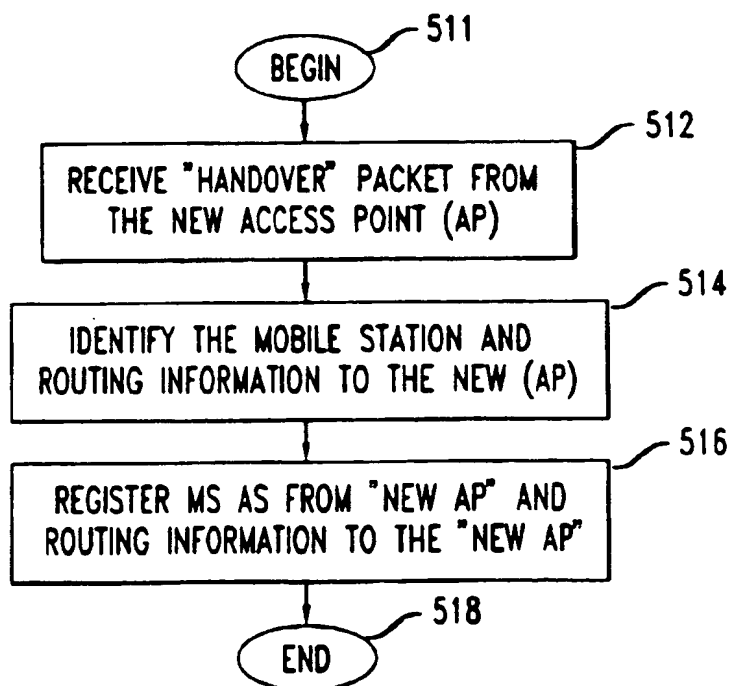 511
BEGIN
512
RECEIVE "HANDOVER" PACKET FROM
THE NEW ACCESS POINT (AP)
514
IDENTIFY THE MOBILE STATION AND
ROUTING INFORMATION TO THE NEW (AP)
516
REGISTER MS AS FROM "NEW AP" AND
ROUTING INFORMATION TO THE "NEW AP"
518
END